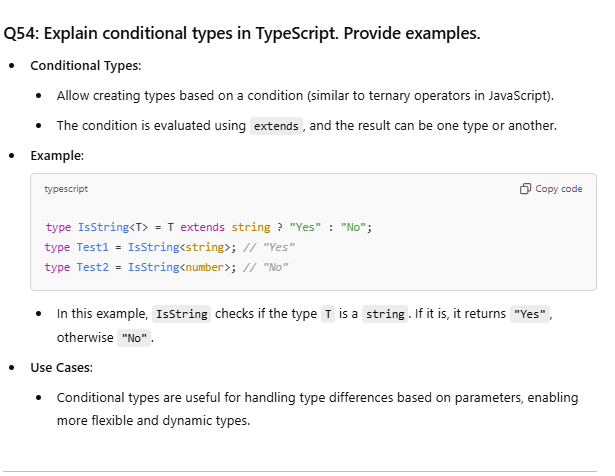 Q54: Explain conditional types in TypeScript. Provide examples.
• Conditional Types:
• Allow creating types based on a condition (similar to ternary operators in JavaScript).
• The condition is evaluated using extends, and the result can be one type or another.
• Example:
typescript Copy code
type IsString<T> = T extends string ? "Yes" : "No";
type Test1 = IsString<string>; // "Yes"
type Test2 = IsString<number>; // "No"
• In this example, IsString checks if the type T is a string. If it is, it returns "Yes",
otherwise "No".
• Use Cases:
• Conditional types are useful for handling type differences based on parameters, enabling
more flexible and dynamic types.